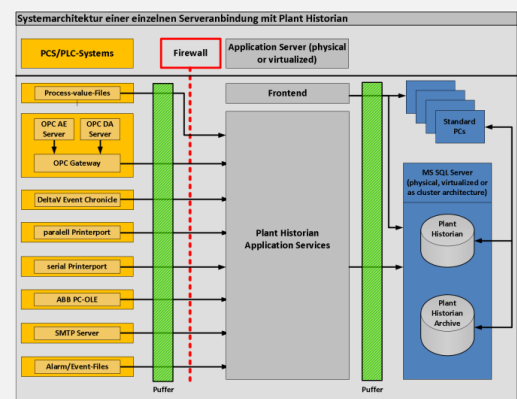 Systemarchitektur einer einzelnen Serveranbindung mit Plant Historian
PCS/PLC-Systems
Firewall
Application Server (physical
or virtualized)
Process-value-Files
Frontend
Standard
PCs
OPC AE
Server
OPC DA
Server
OPC Gateway
MS SQL Server
(physical, virtualized or
as cluster architecture)
DeltaV Event Chronicle
paralell Printerport
Plant Historian
Application Services
Plant
Historian
serial Printerport
ABB PC-OLE
Plant
Historian
Archive
SMTP Server
Alarm/Event-Files
Puffer
Puffer